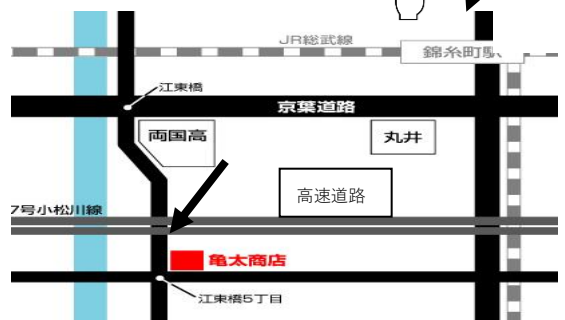 JR総武線
錦糸町駅
江東橋
京葉道路
両国高
丸井
高速道路
7号小松川線
亀太商店
江東橋5丁目